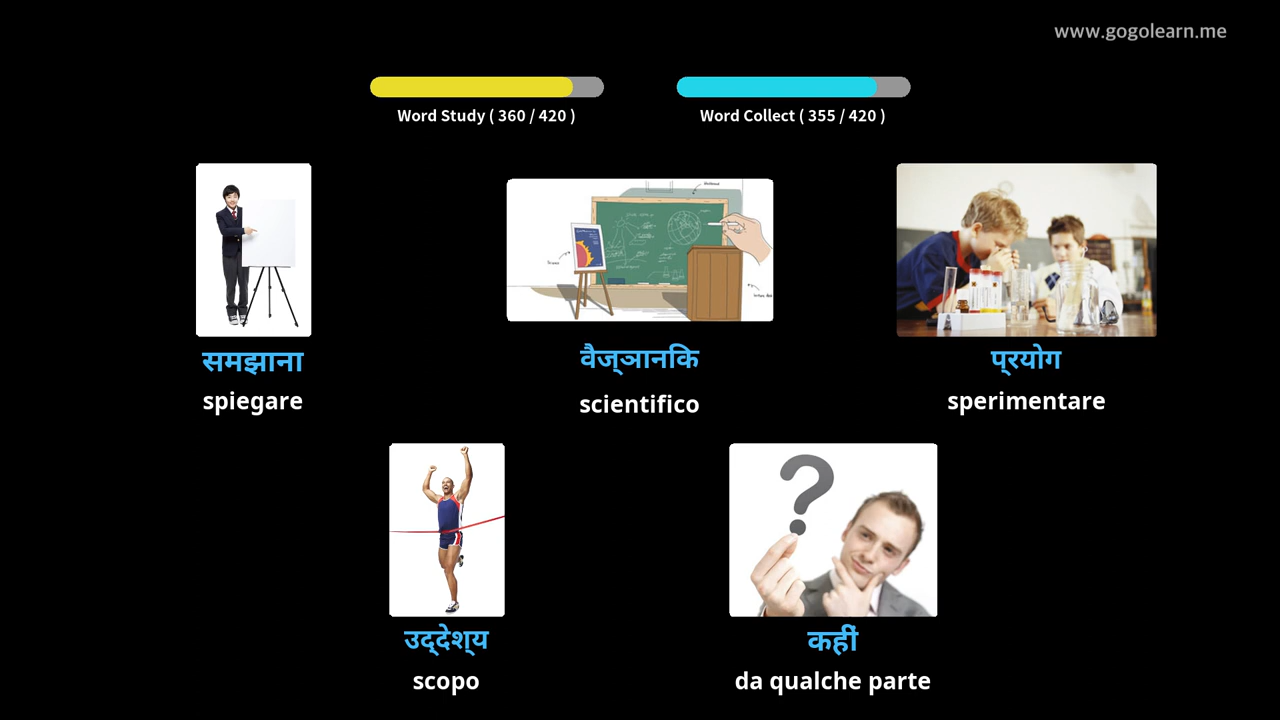 www.gogolearn.me
Word Study ( 360 / 420 )
Word Collect ( 355 / 420 )
समझाना
वैज्ञानिक
प्रयोग
spiegare
scientifico
sperimentare
उद्देश्य
कहीं
scopo
da qualche parte